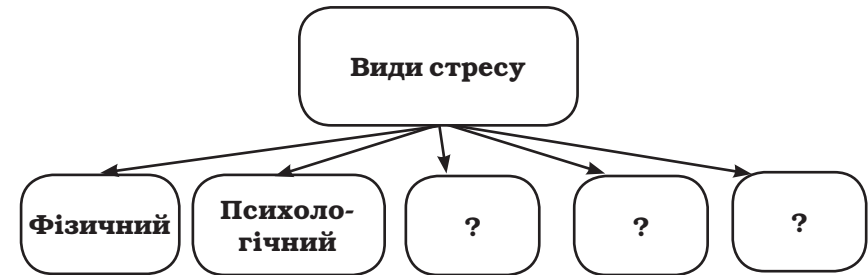 Види стресу
Фізичний
Психоло-
гічний
?
?
?